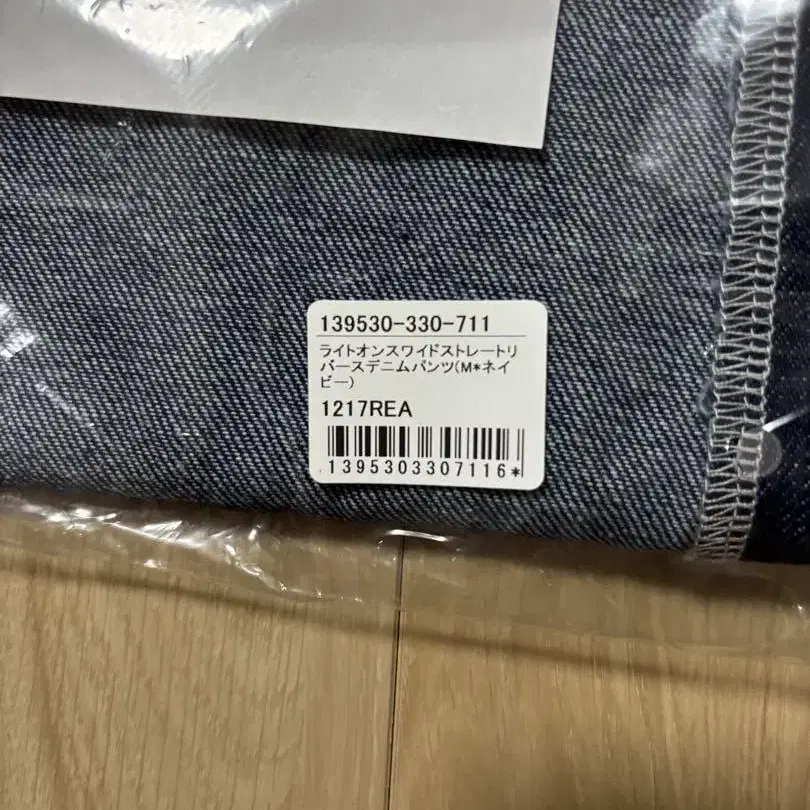 139530-330-711
ライトオンスワイドストレートリ
バースデニムパンツ(M*ネイ
ビー)
1217REA
1395303307116*